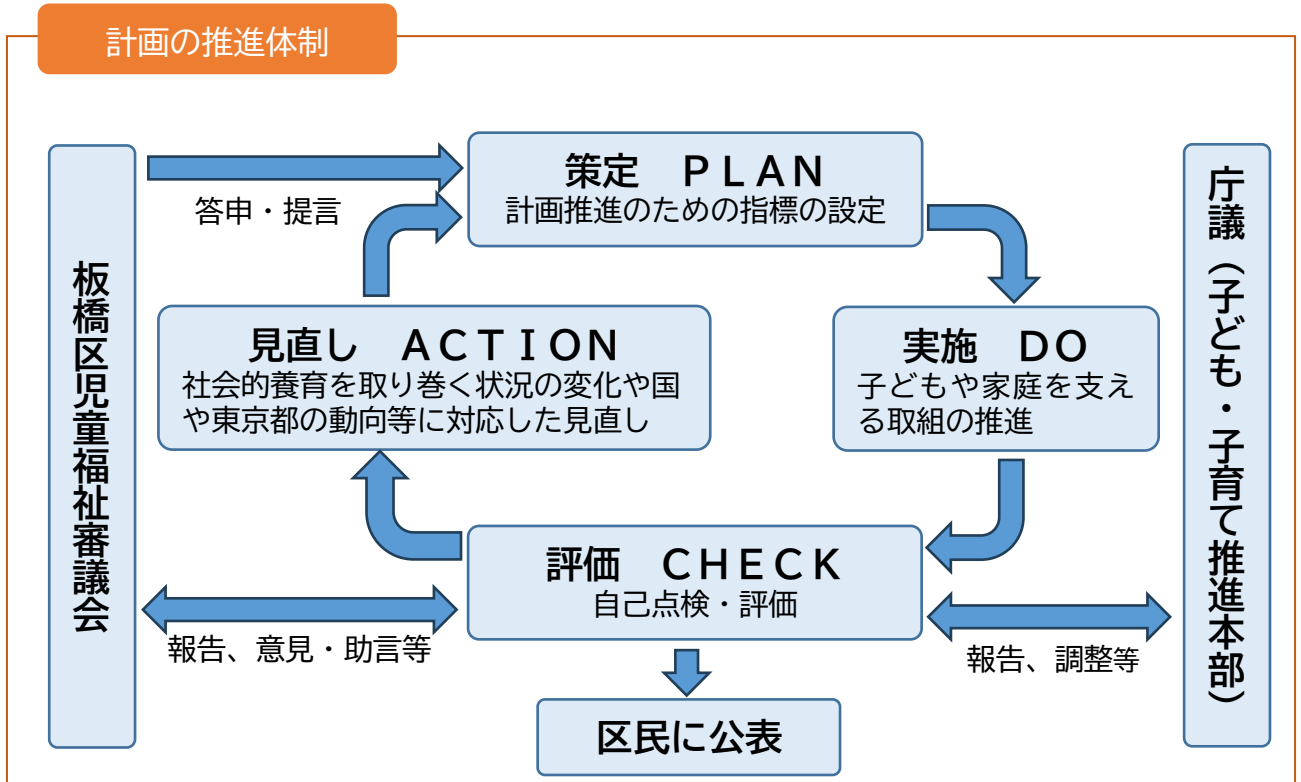 計画の推進体制
板橋区児童福祉審議会
答申・提言
策定　ＰＬＡＮ
計画推進のための指標の設定
庁議（子ども・子育て推進本部）
見直し　ＡＣＴＩＯＮ
社会的養育を取り巻く状況の変化や国
や東京都の動向等に対応した見直し
実施　ＤＯ
子どもや家庭を支え
る取組の推進
評価　ＣＨＥＣＫ
自己点検・評価
報告、意見・助言等
報告、調整等
区民に公表